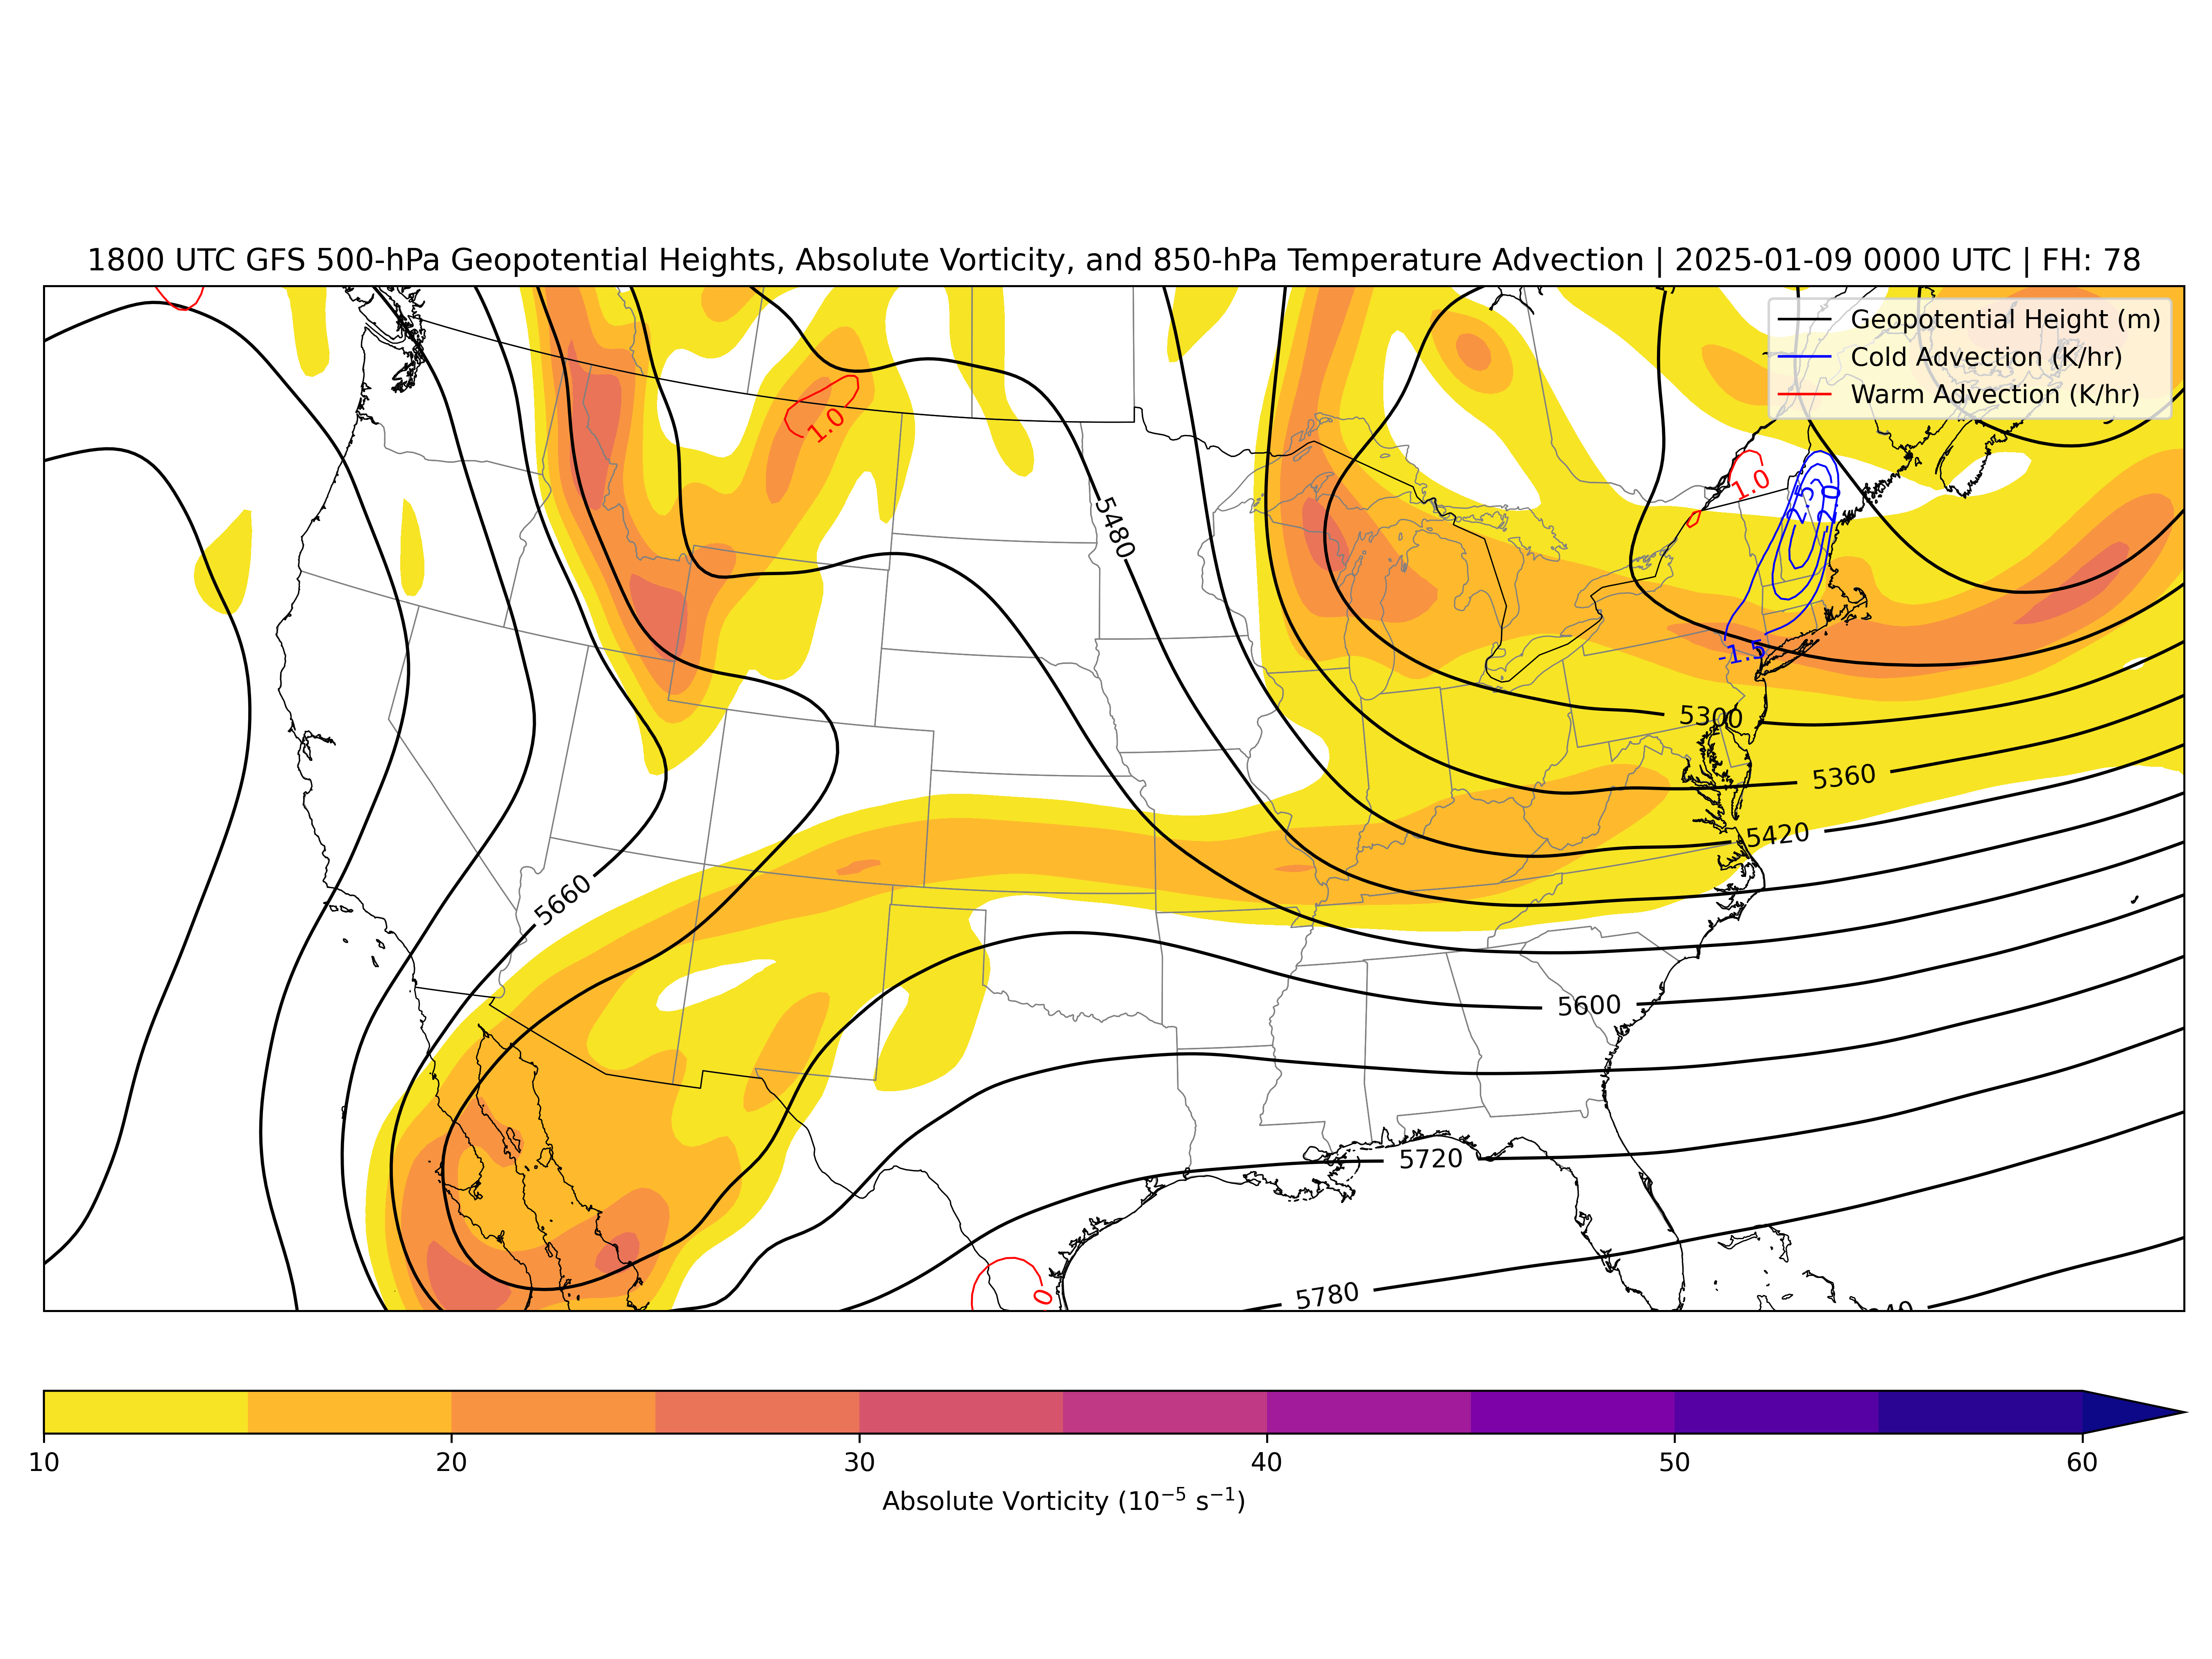 1800 UTC GFS 500-hPa Geopotential Heights, Absolute Vorticity, and 850-hPa Temperature Advection | 2025-01-09 0000 UTC | FH: 78
Geopotential Height (m)
Cold Advection (K/hr)
Warm Advection (K/hr)
1.0
1.0
5480
-1.5
5300
5360
5420
5660
5600
5720
5780
10 20 30 40 50 60
Absolute Vorticity (10−5 s−1)